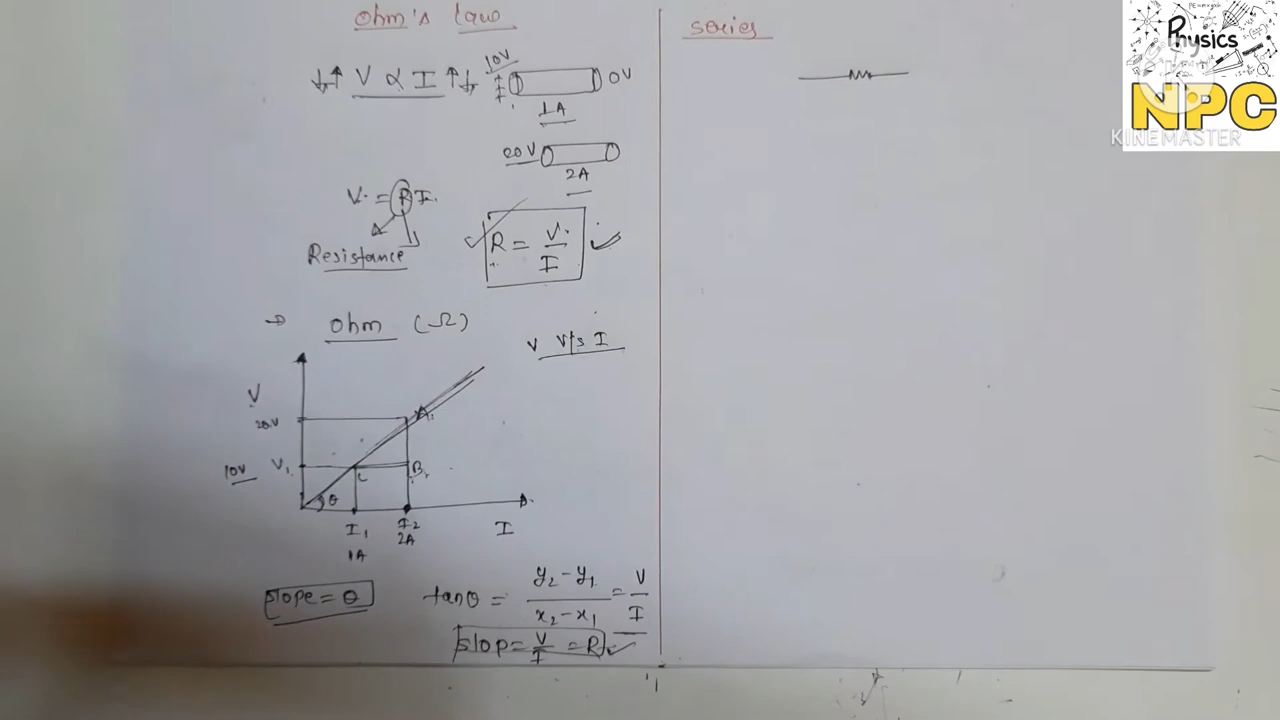 ohm's law
V ∝ I
10V
0V
1A
20V
2A
V = R I
Resistance
R = V/I
→ ohm (Ω)
V V/s I
V
20V
A
10V V1
C
B
θ
I1
I2
I
1A
2A
slope = θ
tanθ = y2-y1 / x2-x1 = V/I
slop = V/I = R
series
Physics
NPC
KINEMASTER